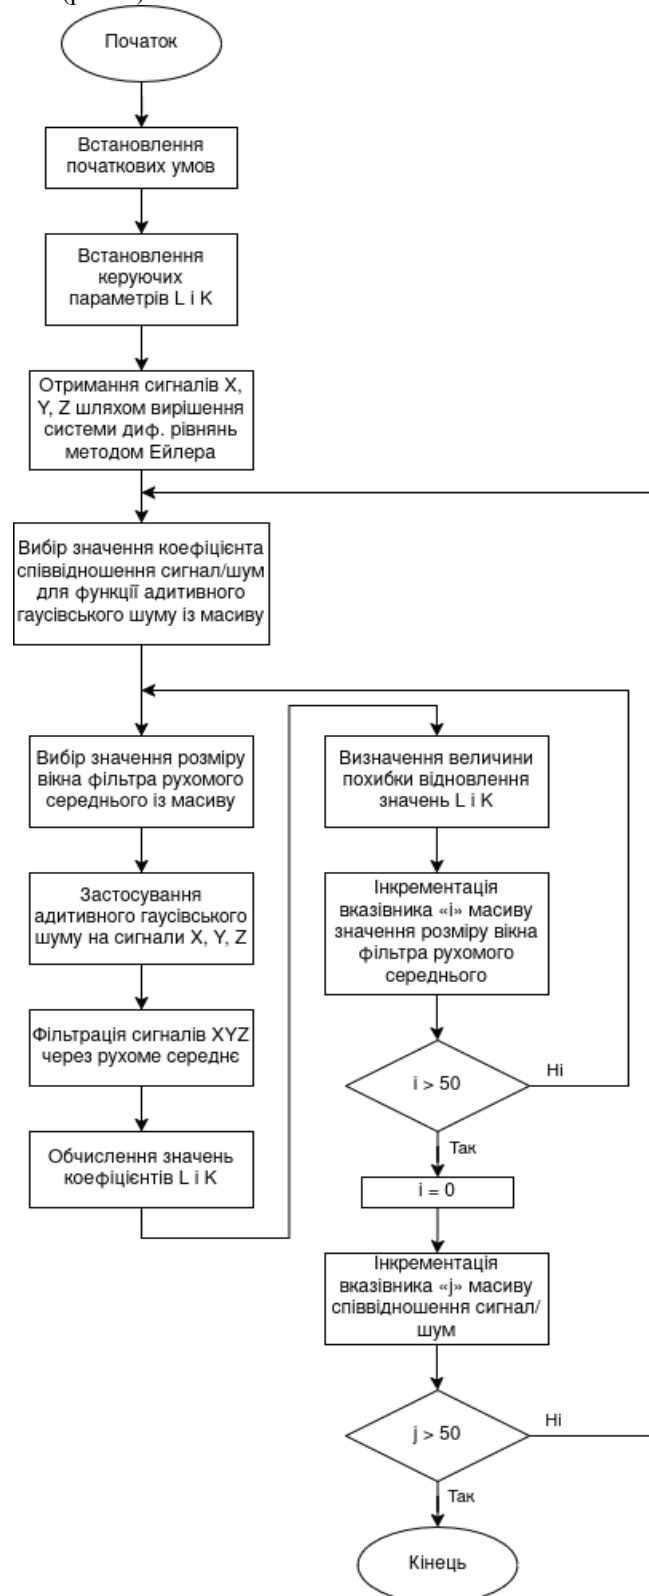 Початок
Встановлення
початкових умов
Встановлення
керуючих
параметрів L і K
Отримання сигналів X,
Y, Z шляхом вирішення
системи диф. рівнянь
методом Ейлера
Вибір значення коефіцієнта
співвідношення сигнал/шум
для функції адитивного
гаусівського шуму із масиву
Вибір значення розміру
вікна фільтра рухомого
середнього із масиву
Застосування
адитивного гаусівського
шуму на сигнали X, Y, Z
Фільтрація сигналів XYZ
через рухоме середнє
Обчислення значень
коефіцієнтів L і K
Визначення величини
похибки відновлення
значень L і K
Інкрементація
вказівника «i» масиву
значення розміру вікна
фільтра рухомого
середнього
i > 50
Ні
Так
i = 0
Інкрементація
вказівника «j» масиву
співвідношення сигнал/
шум
j > 50
Ні
Так
Кінець